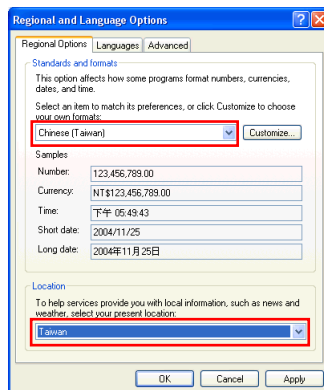 Regional and Language Options
Regional Options Languages Advanced
Standards and formats
This option affects how some programs format numbers, currencies,
dates, and time.
Select an item to match its preferences, or click Customize to choose
your own formats:
Chinese (Taiwan)
Customize...
Samples
Number: 123,456,789.00
Currency: NT$123,456,789.00
Time: 下午 05:49:43
Short date: 2004/11/25
Long date: 2004年11月25日
Location
To help services provide you with local information, such as news and
weather, select your present location:
Taiwan
OK Cancel Apply